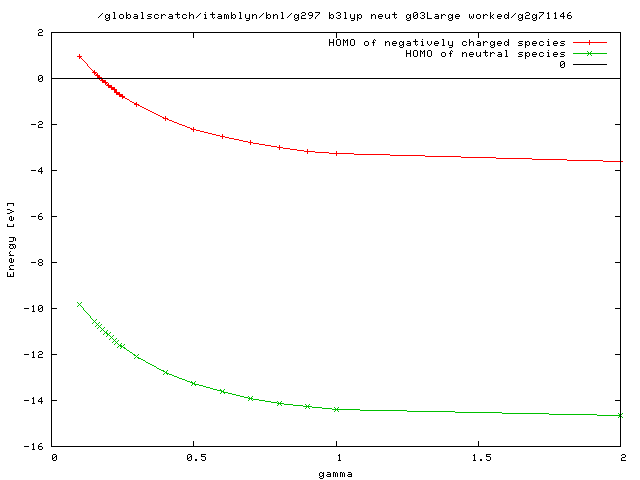 /globalscratch/itamblyn/bnl/g297 b3lyp neut g03Large worked/g2g71146
HOMO of negatively charged species
HOMO of neutral species
0
2
0
-2
-4
-6
-8
-10
-12
-14
-16
Energy [eV]
0 0.5 1 1.5 2
gamma